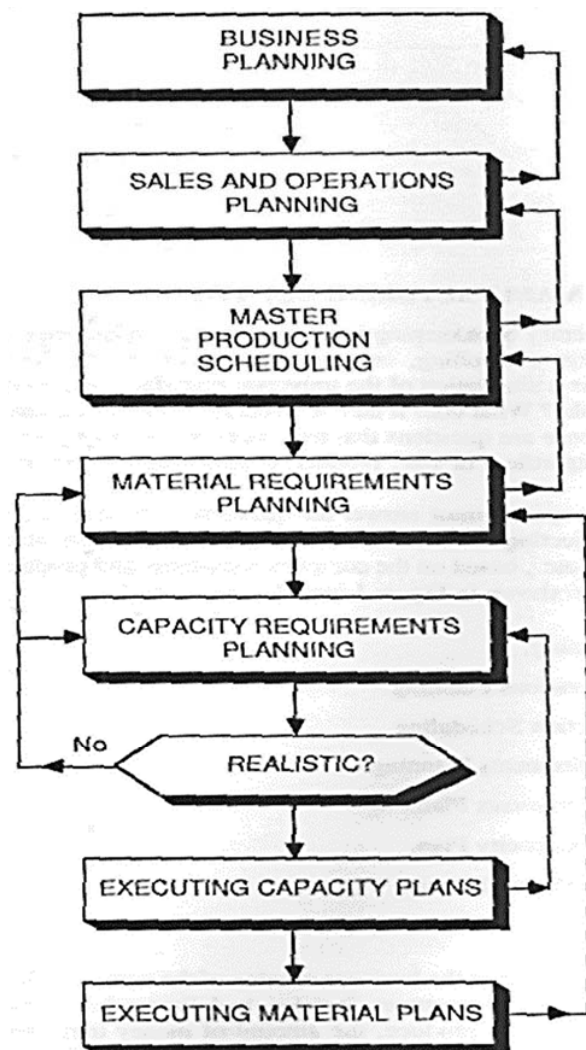 BUSINESS
PLANNING
SALES AND OPERATIONS
PLANNING
MASTER
PRODUCTION
SCHEDULING
MATERIAL REQUIREMENTS
PLANNING
CAPACITY REQUIREMENTS
PLANNING
No
REALISTIC?
EXECUTING CAPACITY PLANS
EXECUTING MATERIAL PLANS